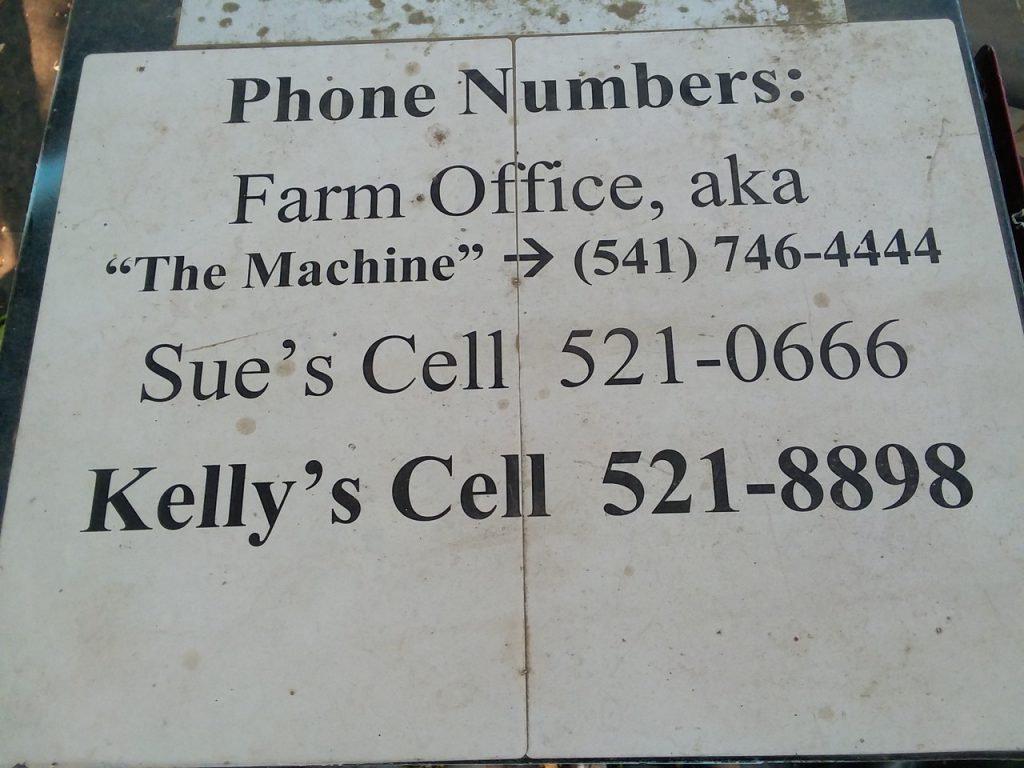 Phone Numbers:
Farm Office, aka
“The Machine” → (541) 746-4444
Sue’s Cell 521-0666
Kelly’s Cell 521-8898